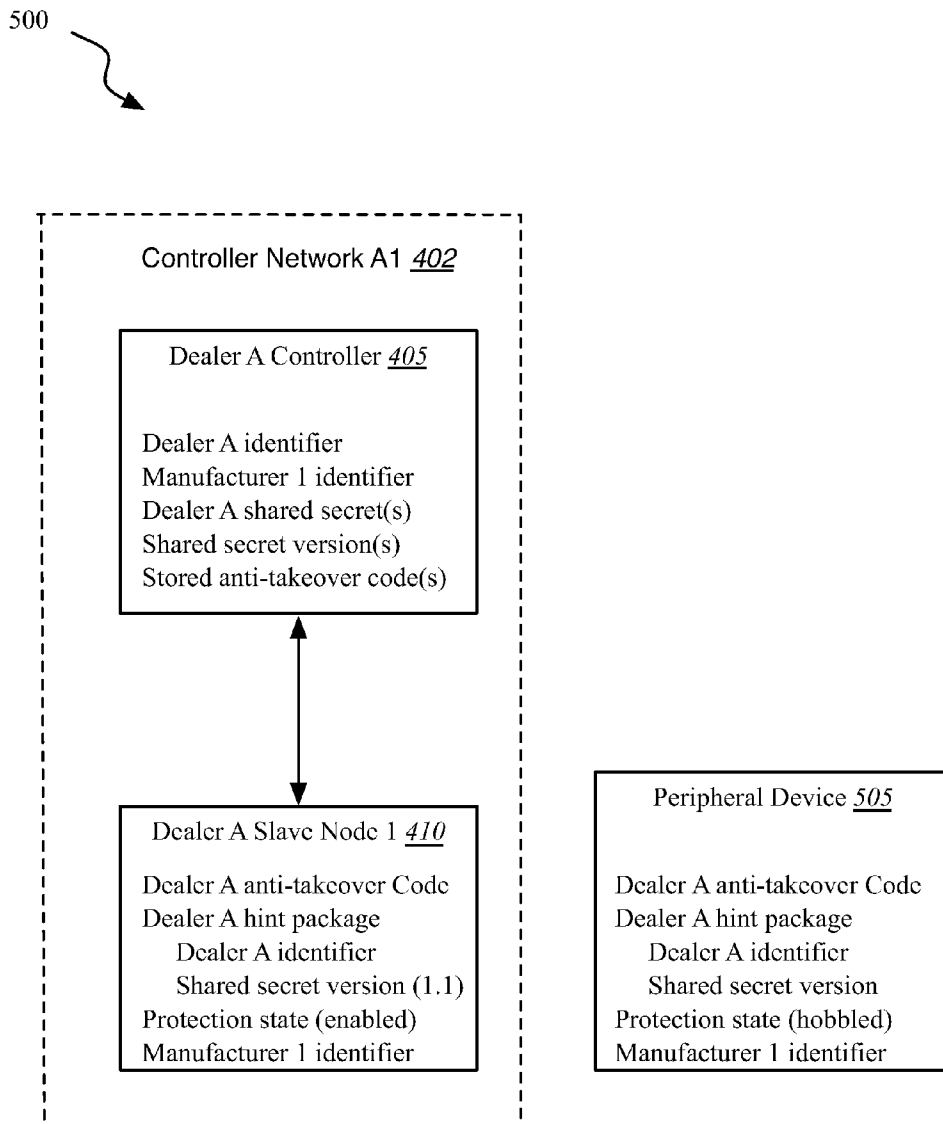 500
Controller Network A1 402
Dealer A Controller 405
Dealer A identifier
Manufacturer 1 identifier
Dealer A shared secret(s)
Shared secret version(s)
Stored anti-takeover code(s)
Dealer A Slave Node 1 410
Dealer A anti-takeover Code
Dealer A hint package
Dealer A identifier
Shared secret version (1.1)
Protection state (enabled)
Manufacturer 1 identifier
Peripheral Device 505
Dealer A anti-takeover Code
Dealer A hint package
Dealer A identifier
Shared secret version
Protection state (hobbled)
Manufacturer 1 identifier